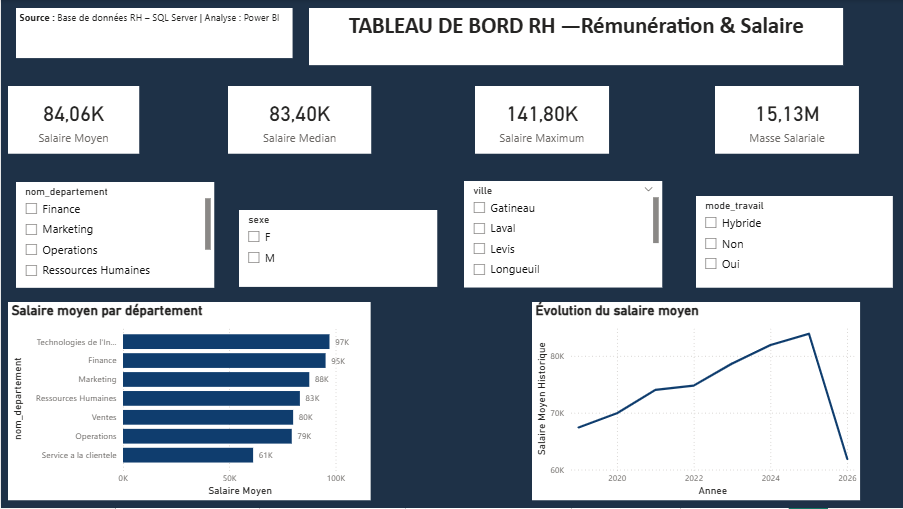 Source : Base de données RH – SQL Server | Analyse : Power BI
TABLEAU DE BORD RH —Rémunération & Salaire
84,06K
Salaire Moyen
83,40K
Salaire Median
141,80K
Salaire Maximum
15,13M
Masse Salariale
nom_departement
Finance
Marketing
Operations
Ressources Humaines
sexe
F
M
ville
Gatineau
Laval
Levis
Longueuil
mode_travail
Hybride
Non
Oui
Salaire moyen par département
nom_departement
Technologies de l'In... 97K
Finance 95K
Marketing 88K
Ressources Humaines 83K
Ventes 80K
Operations 79K
Service a la clientele 61K
0K 50K 100K
Salaire Moyen
Évolution du salaire moyen
Salaire Moyen Historique
80K
70K
60K
2020 2022 2024 2026
Annee